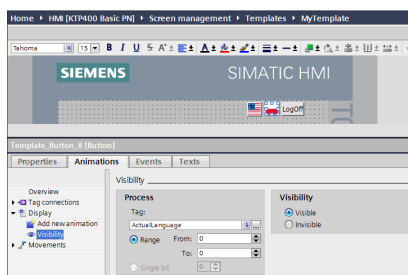 Home ▸ HMI [KTP400 Basic PN] ▸ Screen management ▸ Templates ▸ MyTemplate
Tahoma 15 B I U S A
SIEMENS SIMATIC HMI
LogOff
TO
Template_Button_8 [Button]
Properties Animations Events Texts
Visibility
Overview
Tag connections
Display
Add new animation
Visibility
Movements
Process
Tag:
ActualLanguage ...
Range From: 0
To: 0
Single bit 0
Visibility
Visible
Invisible